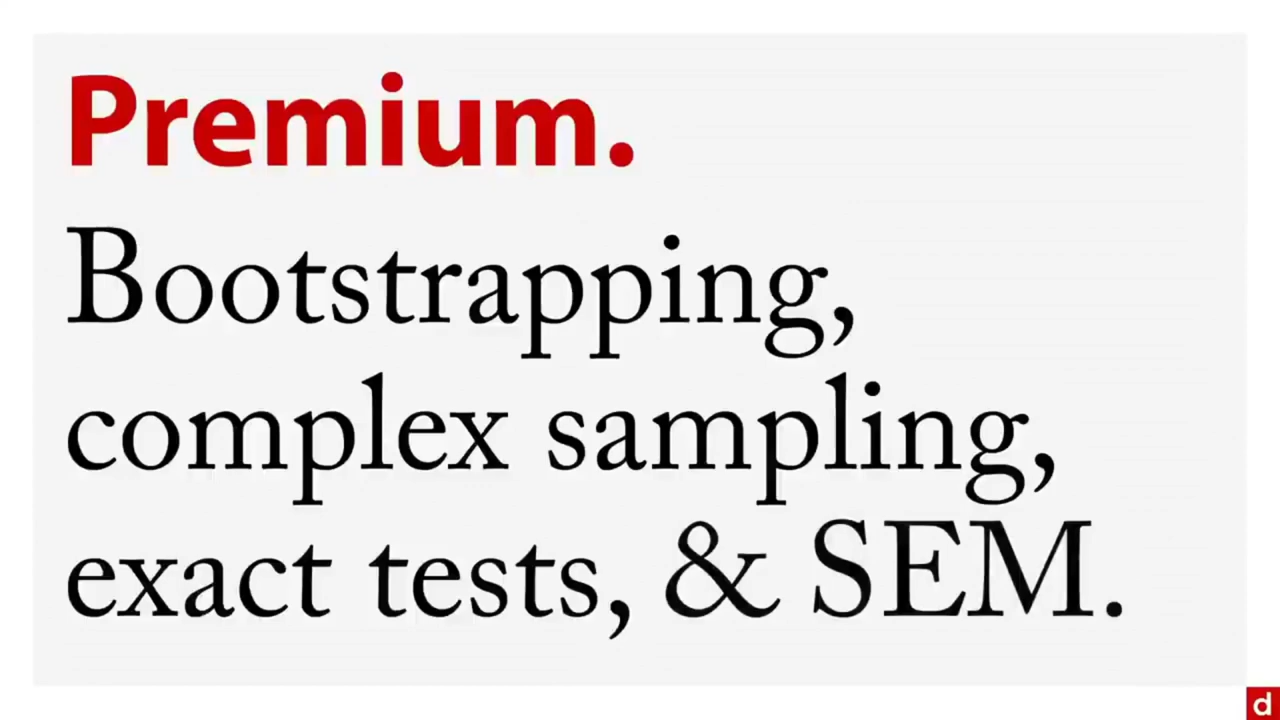 Premium.
Bootstrapping,
complex sampling,
exact tests, & SEM.
d